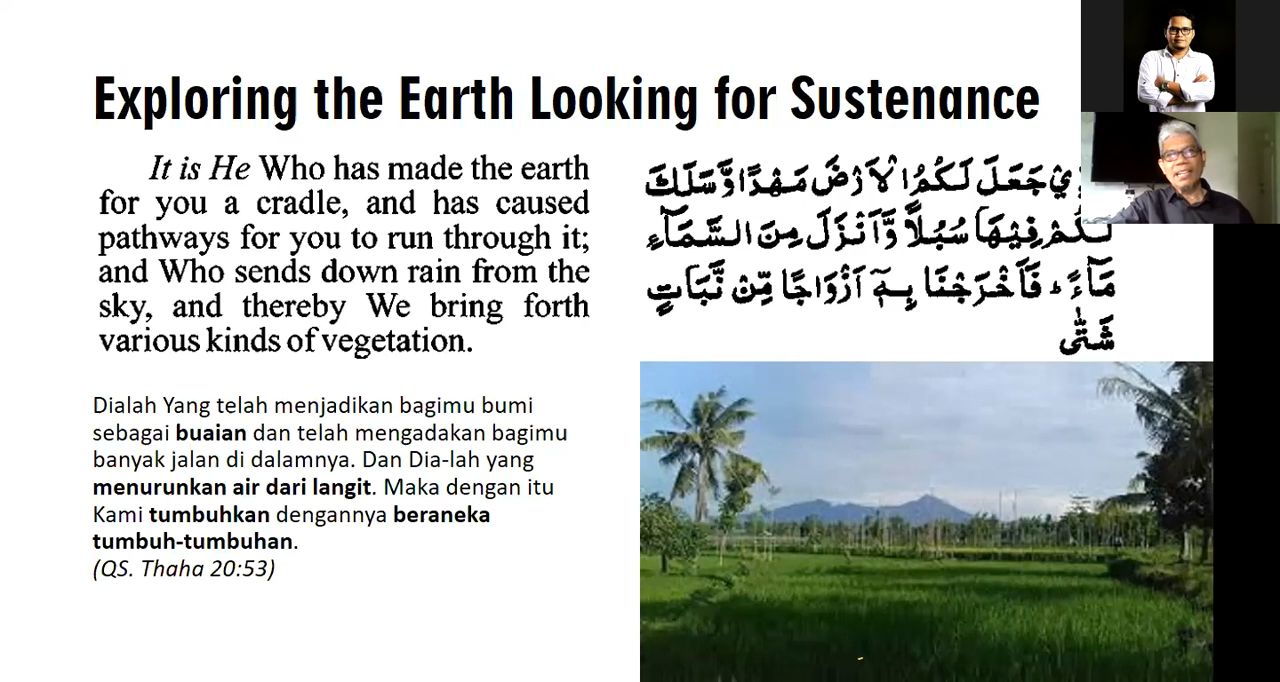 Exploring the Earth Looking for Sustenance
It is He Who has made the earth
for you a cradle, and has caused
pathways for you to run through it;
and Who sends down rain from the
sky, and thereby We bring forth
various kinds of vegetation.
جَعَلَ لَكُمُ الْاَرْضَ مَهْدًا وَّسَلَكَ
لَكُمْ فِيْهَا سُبُلًا وَّاَنْزَلَ مِنَ السَّمَآءِ
مَآءً ؕ فَاَخْرَجْنَا بِهٖٓ اَزْوَاجًا مِّنْ نَّبَاتٍ
شَتّٰى
Dialah Yang telah menjadikan bagimu bumi
sebagai buaian dan telah mengadakan bagimu
banyak jalan di dalamnya. Dan Dia-lah yang
menurunkan air dari langit. Maka dengan itu
Kami tumbuhkan dengannya beraneka
tumbuh-tumbuhan.
(QS. Thaha 20:53)